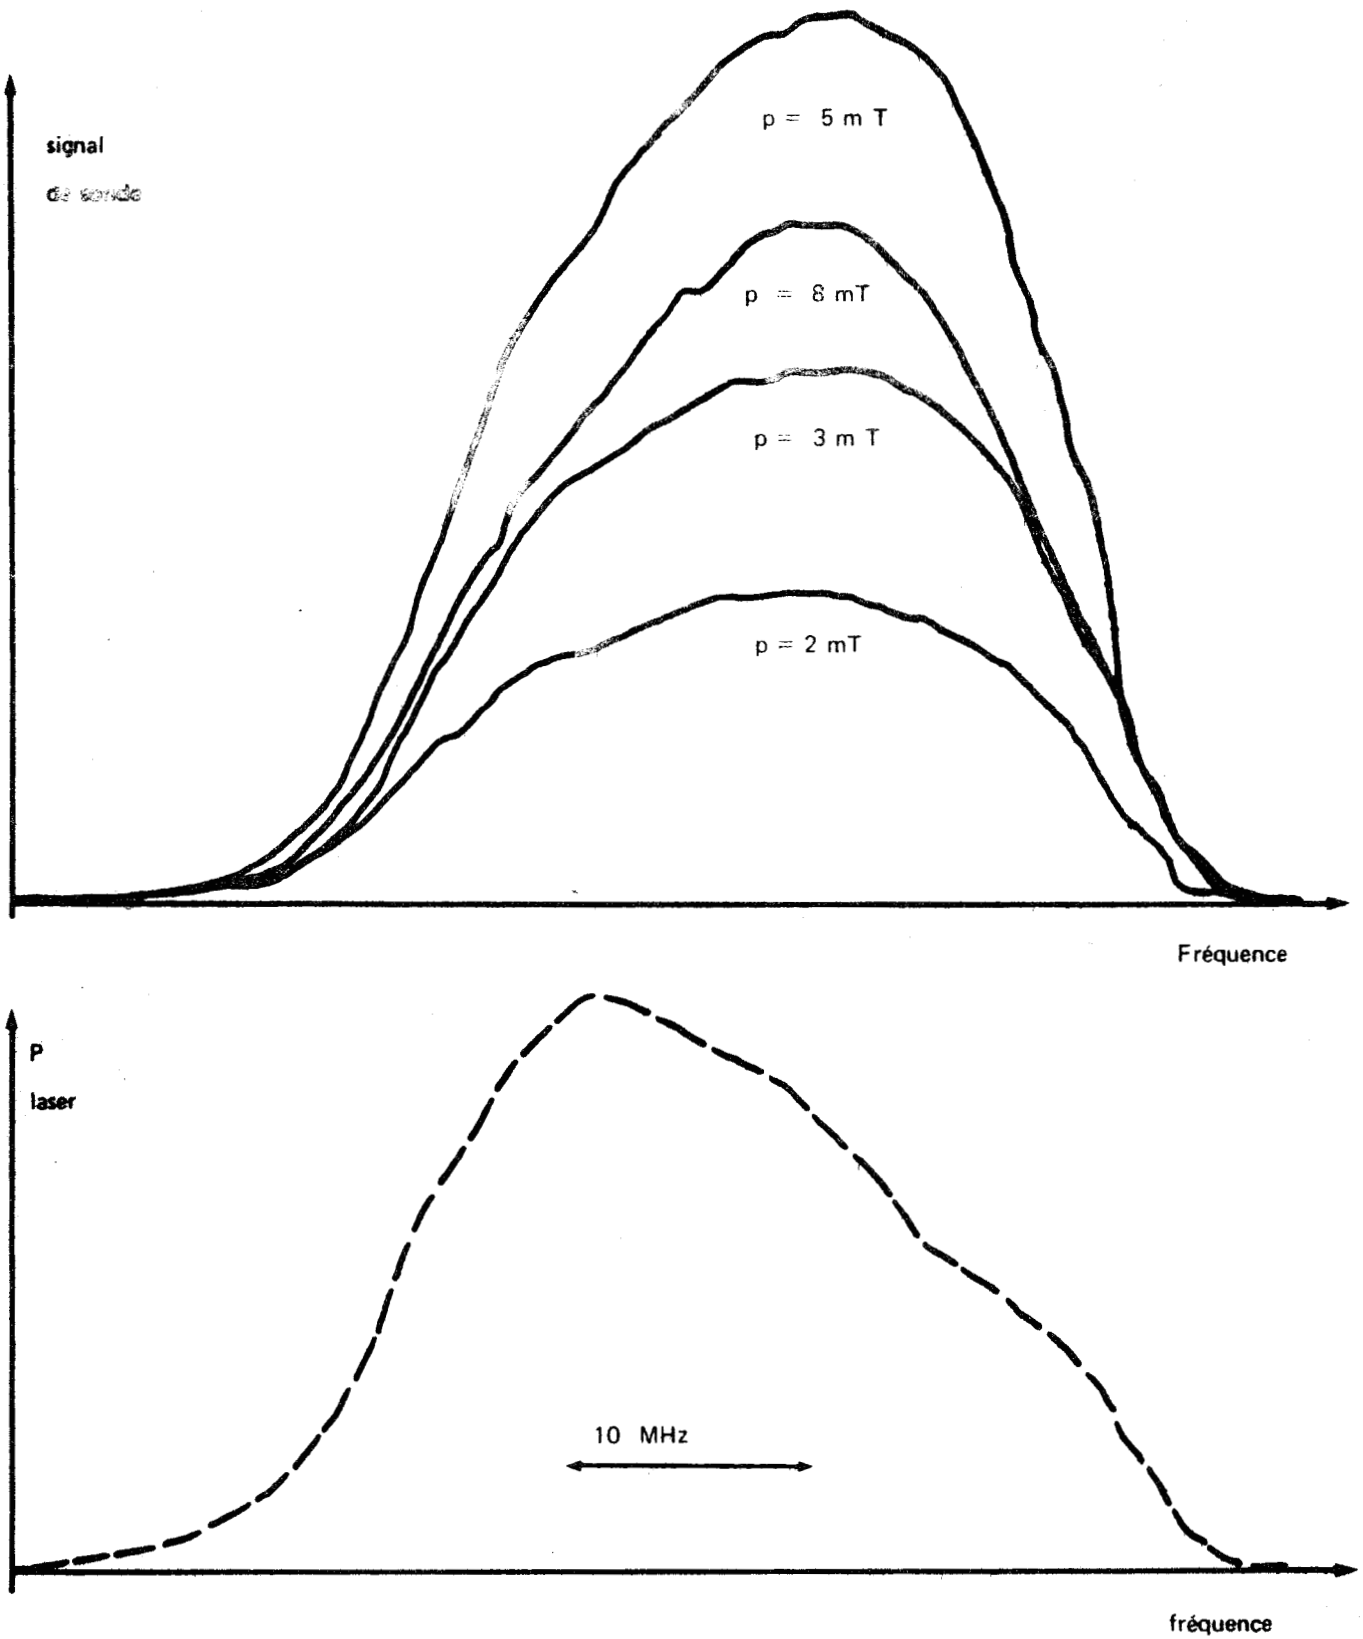 signal
de sonde
p = 5 m T
p = 8 mT
p = 3 m T
p = 2 mT
Fréquence
P
laser
10 MHz
fréquence